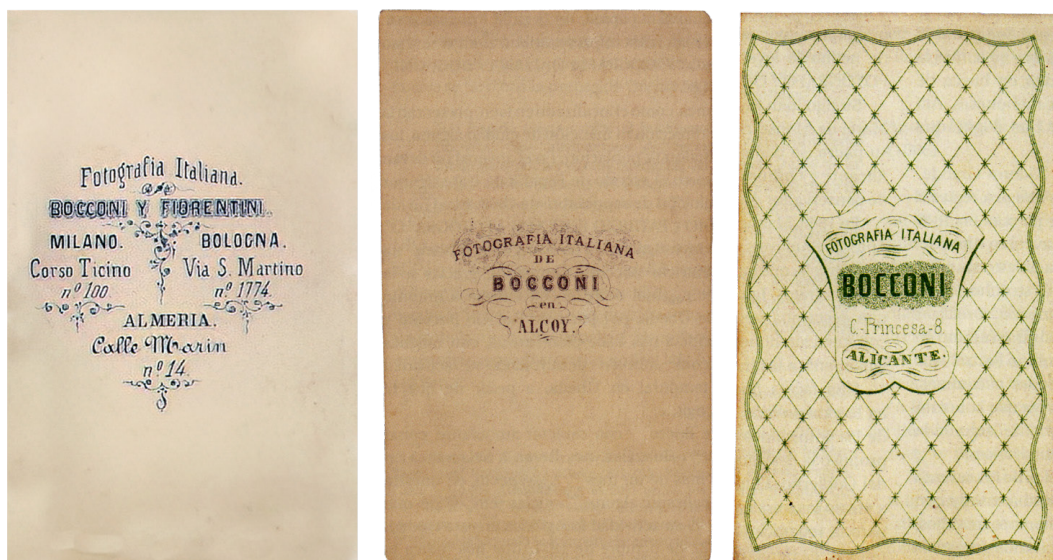 Fotografia Italiana.
BOCCONI Y FIORENTINI.
MILANO. BOLOGNA.
Corso Ticino Via S. Martino
nº 100. nº 1774.
ALMERIA.
Calle Marin
nº 14.
FOTOGRAFIA ITALIANA
DE
BOCCONI
en
ALCOY.
FOTOGRAFIA ITALIANA
BOCCONI
C.-Princesa-8.
ALICANTE.